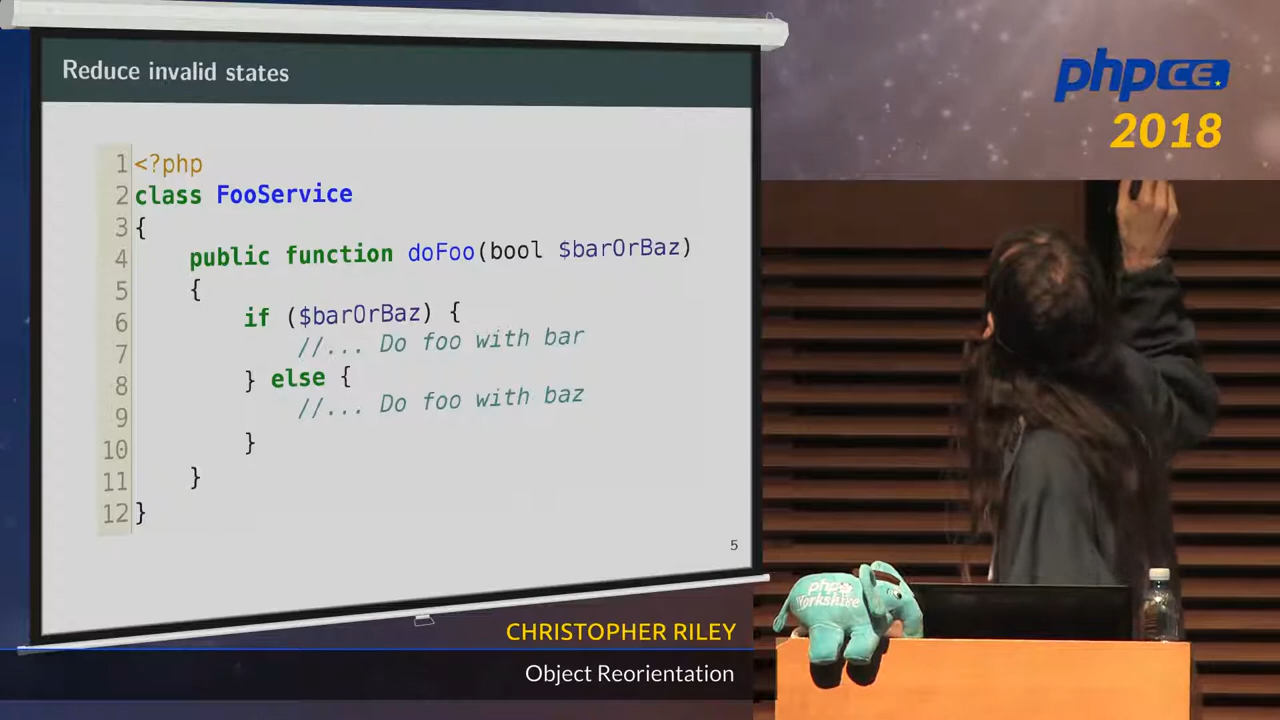 Reduce invalid states
1 <?php
2 class FooService
3 {
4     public function doFoo(bool $barOrBaz)
5     {
6         if ($barOrBaz) {
7             //... Do foo with bar
8         } else {
9             //... Do foo with baz
10         }
11     }
12 }
5
phpce.
2018
php
Yorkshire
CHRISTOPHER RILEY
Object Reorientation